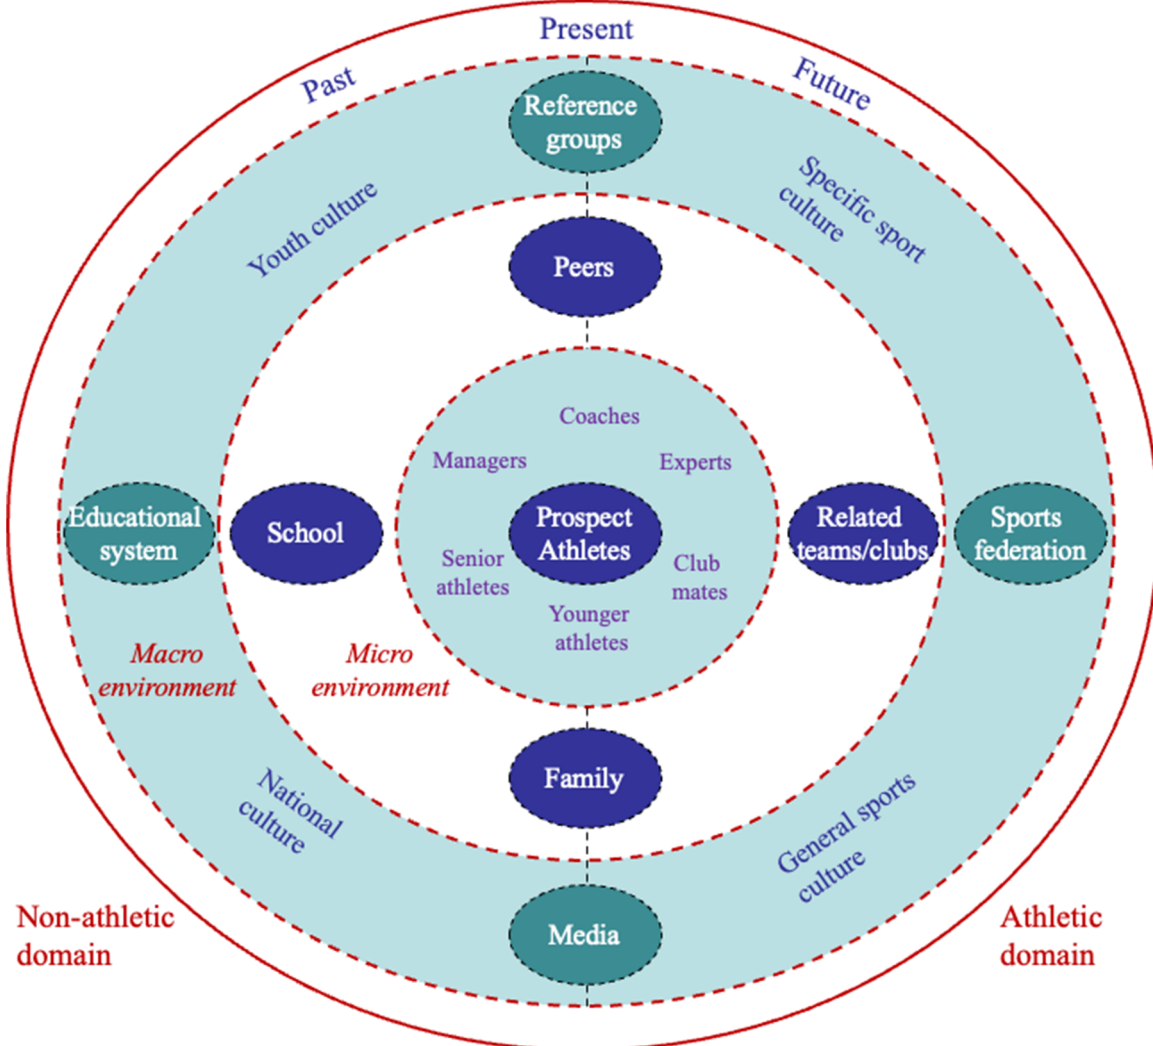 Present
Past
Future
Reference
groups
Youth culture
Specific sport
culture
Peers
Coaches
Managers
Experts
Educational
system
School
Prospect
Athletes
Related
teams/clubs
Sports
federation
Senior
athletes
Club
mates
Younger
athletes
Macro
environment
Micro
environment
Family
National
culture
General sports
culture
Non-athletic
domain
Media
Athletic
domain